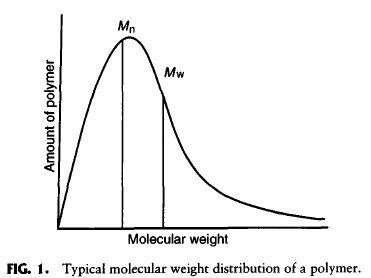 Mn
Mw
Amount of polymer
Molecular weight
FIG. 1. Typical molecular weight distribution of a polymer.